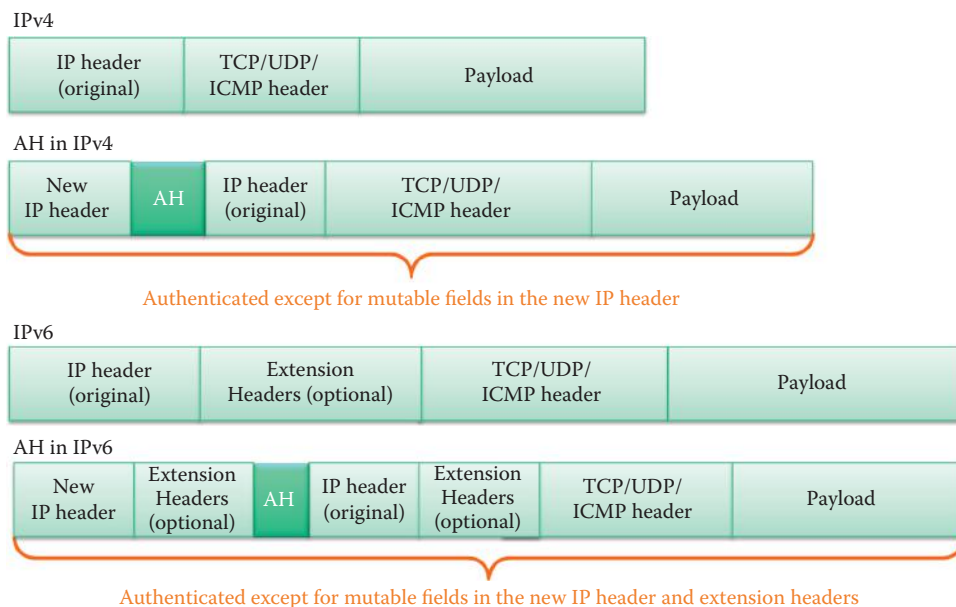 IPv4
IP header
(original)
TCP/UDP/
ICMP header
Payload
AH in IPv4
New
IP header
AH
IP header
(original)
TCP/UDP/
ICMP header
Payload
Authenticated except for mutable fields in the new IP header
IPv6
IP header
(original)
Extension
Headers (optional)
TCP/UDP/
ICMP header
Payload
AH in IPv6
New
IP header
Extension
Headers
(optional)
AH
IP header
(original)
Extension
Headers
(optional)
TCP/UDP/
ICMP header
Payload
Authenticated except for mutable fields in the new IP header and extension headers